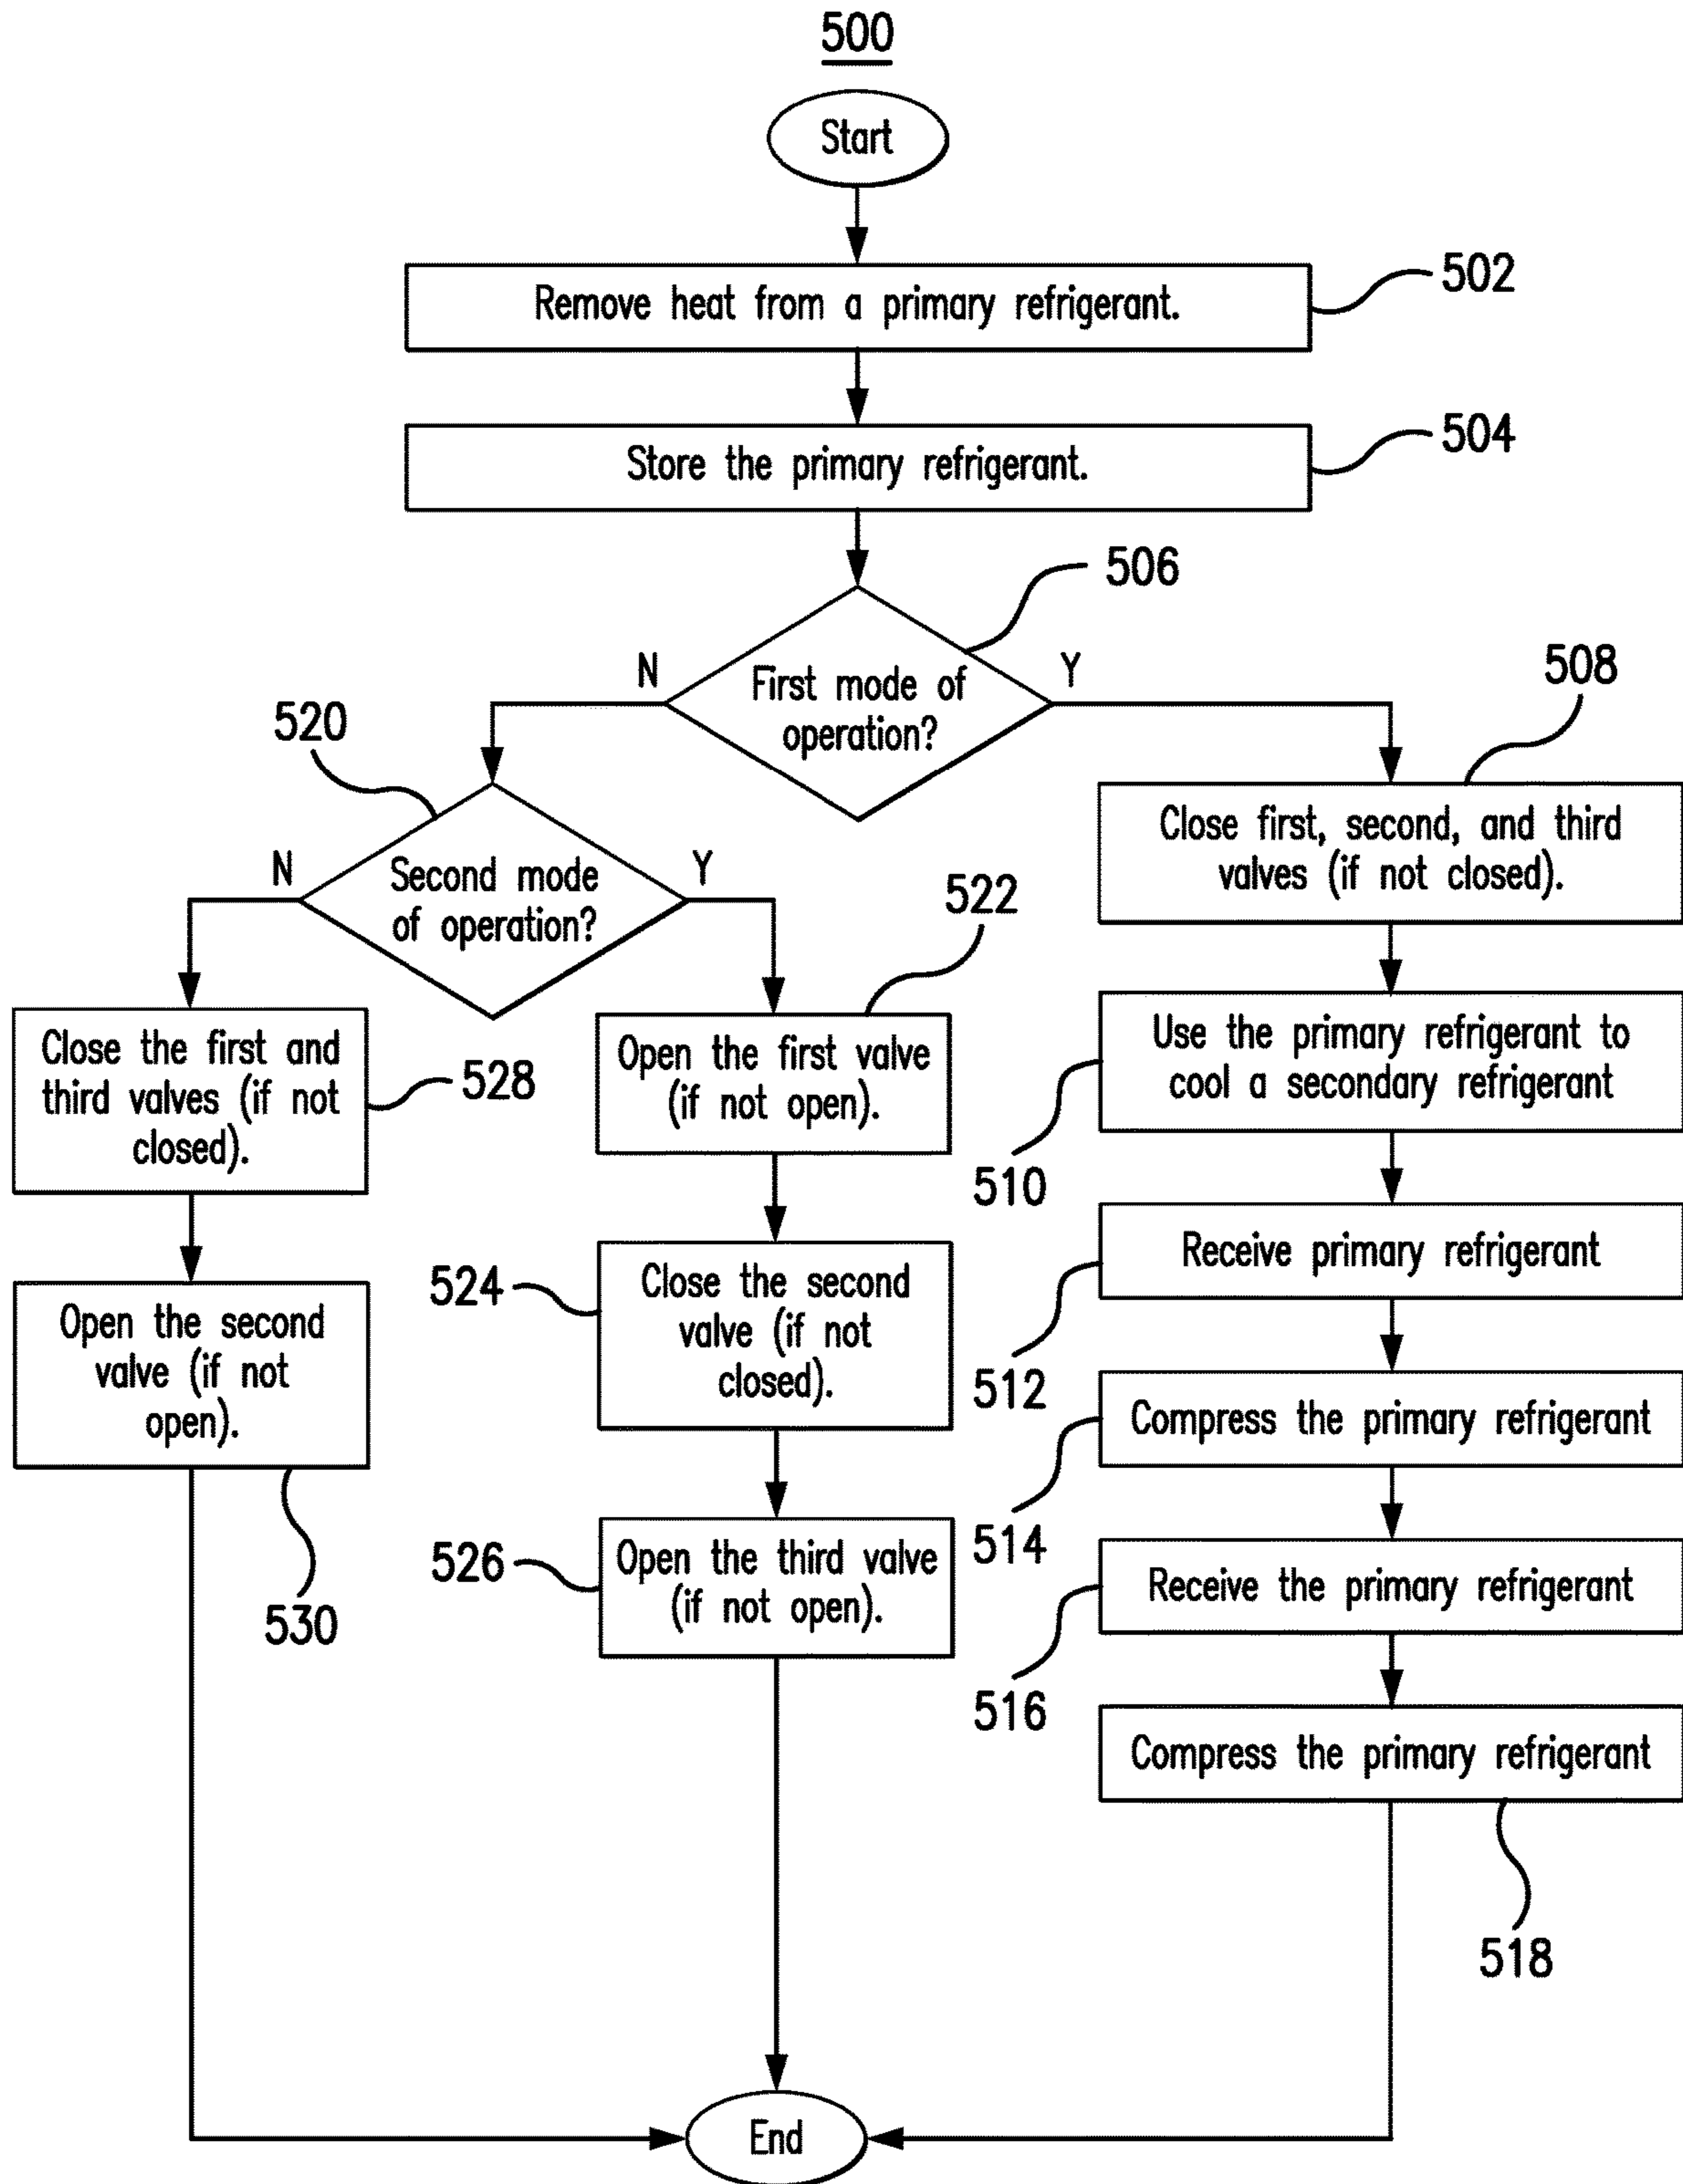 500
Start
Remove heat from a primary refrigerant.
502
Store the primary refrigerant.
504
506
First mode of
operation?
N
Y
508
Close first, second, and third
valves (if not closed).
520
Second mode
of operation?
N
Y
522
Use the primary refrigerant to
cool a secondary refrigerant
510
Close the first and
third valves (if not
closed).
528
Open the first valve
(if not open).
Receive primary refrigerant
512
524
Close the second
valve (if not
closed).
Open the second
valve (if not
open).
530
Compress the primary refrigerant
514
526
Open the third valve
(if not open).
Receive the primary refrigerant
516
Compress the primary refrigerant
518
End